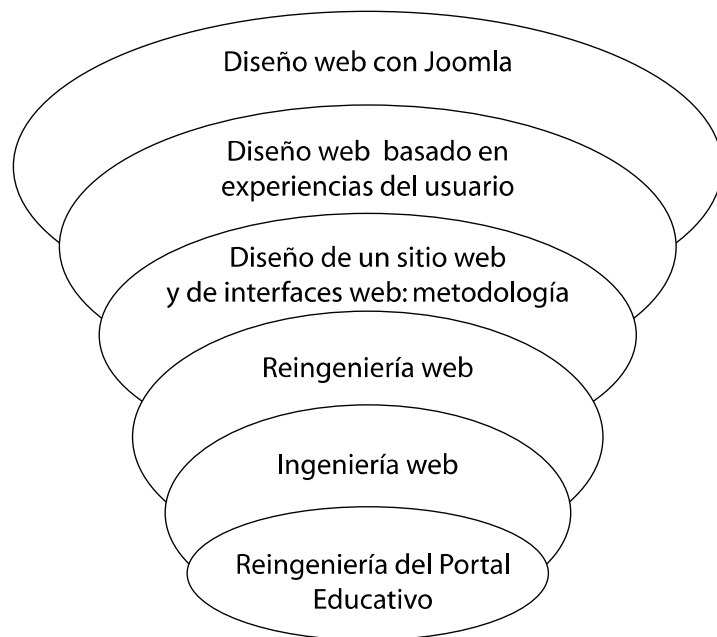 Diseño web con Joomla
Diseño web basado en
experiencias del usuario
Diseño de un sitio web
y de interfaces web: metodología
Reingeniería web
Ingeniería web
Reingeniería del Portal
Educativo